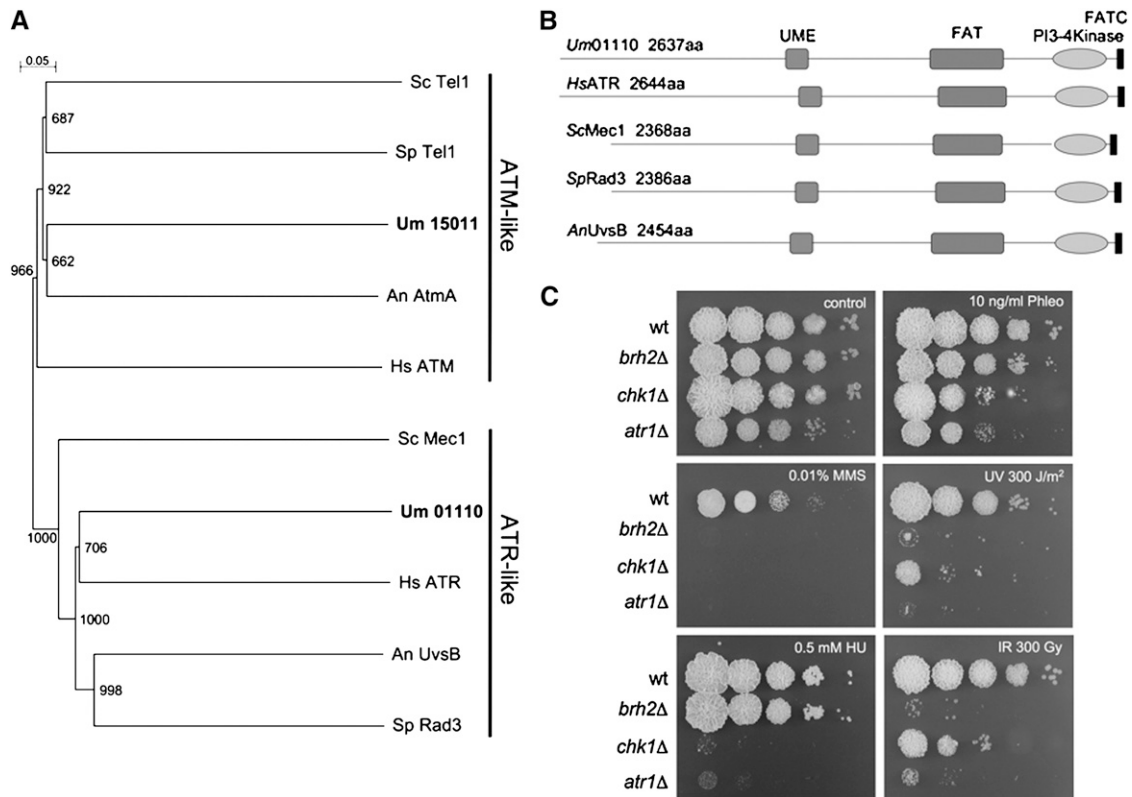 A
0.05
Sc Tel1
687
Sp Tel1
922
Um 15011
662
966
An AtmA
Hs ATM
ATM-like
Sc Mec1
Um 01110
706
1000
Hs ATR
1000
An UvsB
998
Sp Rad3
ATR-like
B
FATC
UME FAT PI3-4Kinase
Um01110 2637aa
HsATR 2644aa
ScMec1 2368aa
SpRad3 2386aa
AnUvsB 2454aa
C
control
wt
brh2Δ
chk1Δ
atr1Δ
10 ng/ml Phleo
0.01% MMS
wt
brh2Δ
chk1Δ
atr1Δ
UV 300 J/m²
0.5 mM HU
wt
brh2Δ
chk1Δ
atr1Δ
IR 300 Gy